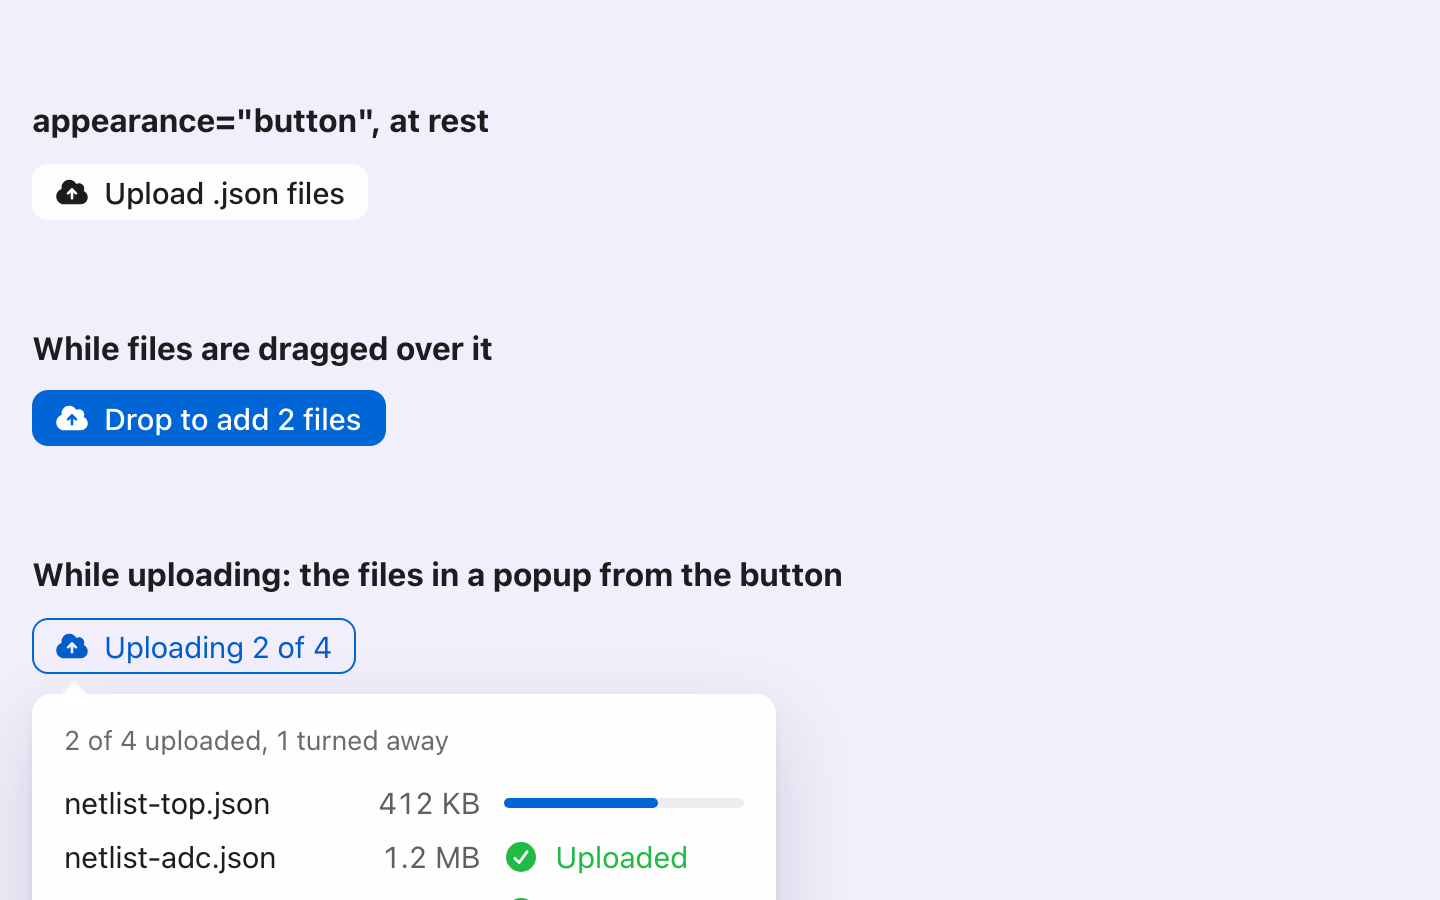 appearance="button", at rest
Upload .json files
While files are dragged over it
Drop to add 2 files
While uploading: the files in a popup from the button
Uploading 2 of 4
2 of 4 uploaded, 1 turned away
netlist-top.json 412 KB
netlist-adc.json 1.2 MB Uploaded